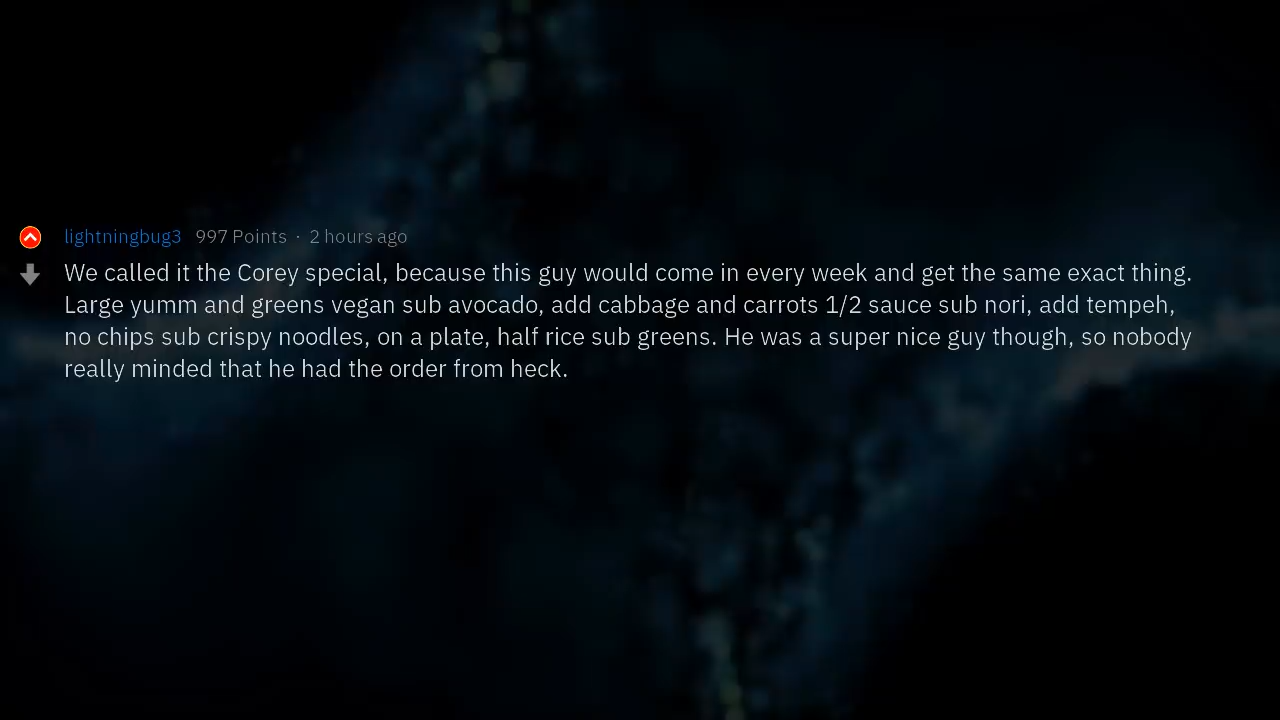 lightningbug3 997 Points · 2 hours ago
We called it the Corey special, because this guy would come in every week and get the same exact thing.
Large yumm and greens vegan sub avocado, add cabbage and carrots 1/2 sauce sub nori, add tempeh,
no chips sub crispy noodles, on a plate, half rice sub greens. He was a super nice guy though, so nobody
really minded that he had the order from heck.